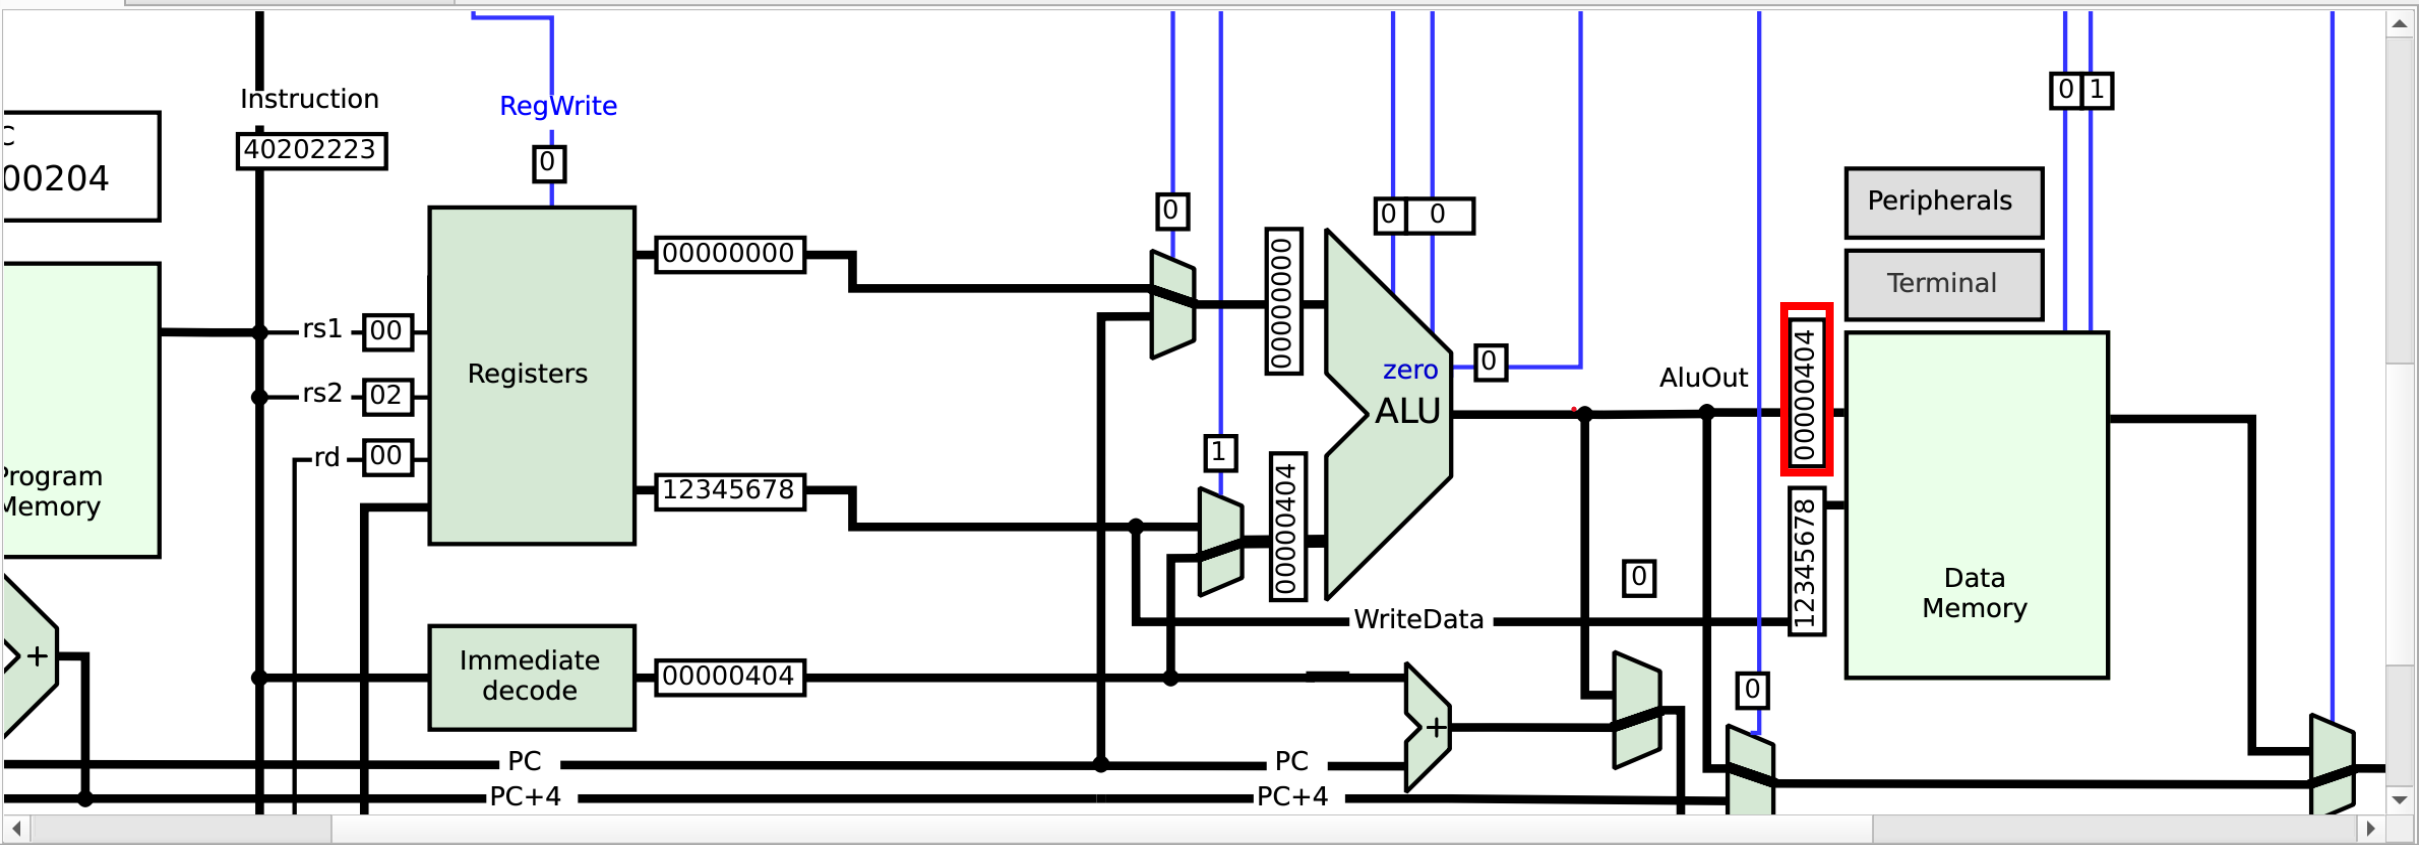 C
00204
Instruction
40202223
RegWrite
0
rs1
00
rs2
02
rd
00
Registers
00000000
12345678
Program
Memory
+
Immediate
decode
00000404
PC
PC+4
0
1
00000000
00000404
0
0
zero
ALU
0
WriteData
+
PC
PC+4
AluOut
00000404
12345678
0
0
0
1
Peripherals
Terminal
Data
Memory